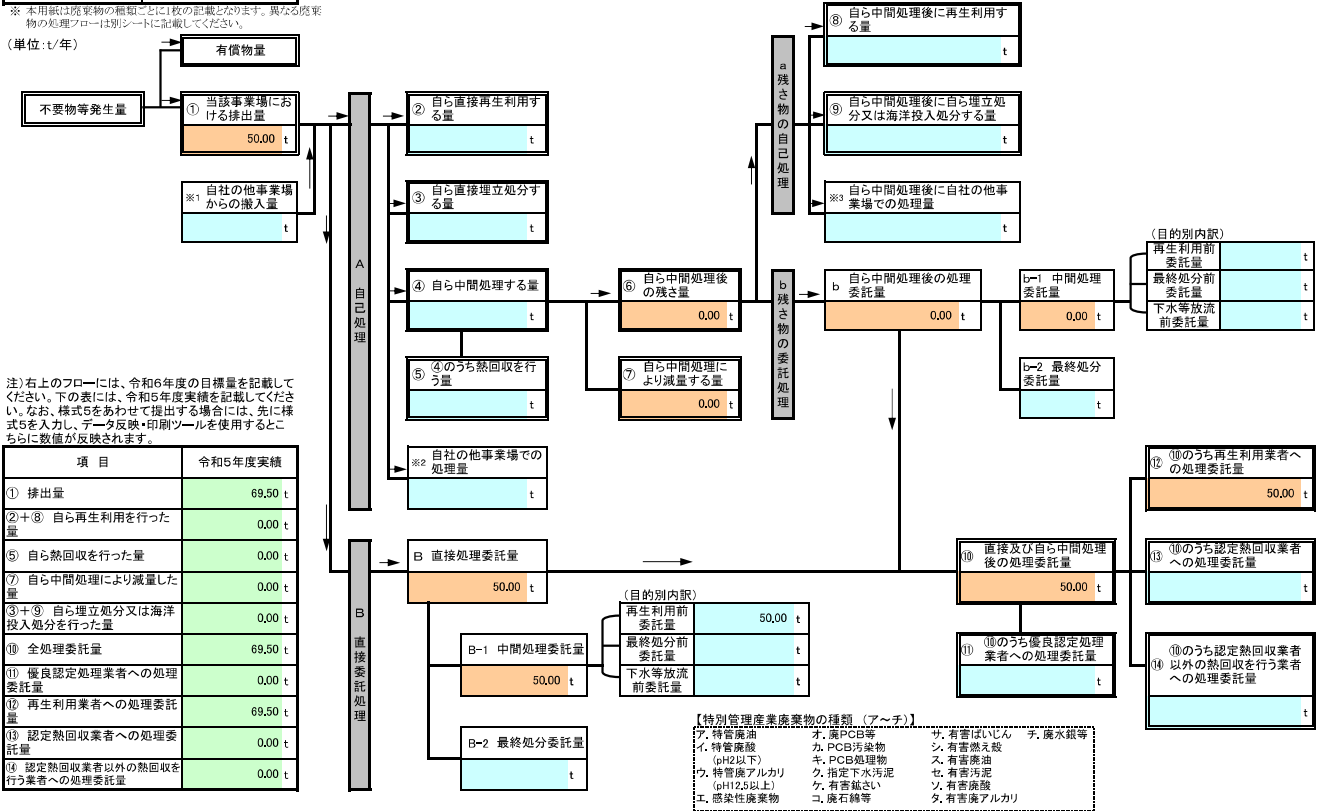 ※ 本用紙は廃棄物の種類ごとに1枚の記載となります。異なる廃棄
物の処理フローは別シートに記載してください。
(単位:t/年)
有償物量
不要物等発生量
① 当該事業場にお
ける排出量
50.00 t
※1 自社の他事業場
からの搬入量
t
A 自己処理
② 自ら直接再生利用す
る量
t
③ 自ら直接埋立処分す
る量
t
④ 自ら中間処理する量
t
⑤ ④のうち熱回収を行
う量
t
※2 自社の他事業場での
処理量
t
⑥ 自ら中間処理後
の残さ量
0.00 t
⑦ 自ら中間処理に
より減量する量
0.00 t
a 残さ物の自己処理
⑧ 自ら中間処理後に再生利用す
る量
t
⑨ 自ら中間処理後に自ら埋立処
分又は海洋投入処分する量
t
※3 自ら中間処理後に自社の他事
業場での処理量
t
b 残さ物の委託処理
b 自ら中間処理後の処理
委託量
0.00 t
b-1 中間処理
委託量
0.00 t
(目的別内訳)
再生利用前
委託量
t
最終処分前
委託量
t
下水等放流
前委託量
t
b-2 最終処分
委託量
t
注)右上のフローには、令和6年度の目標量を記載して
ください。下の表には、令和5年度実績を記載してくださ
い。なお、様式5をあわせて提出する場合には、先に様
式5を入力し、データ反映・印刷ツールを使用するとこ
ちらに数値が反映されます。
項 目 令和5年度実績
① 排出量 69.50 t
②+⑧ 自ら再生利用を行った
量 0.00 t
⑤ 自ら熱回収を行った量 0.00 t
⑦ 自ら中間処理により減量した
量 0.00 t
③+⑨ 自ら埋立処分又は海洋
投入処分を行った量 0.00 t
⑩ 全処理委託量 69.50 t
⑪ 優良認定処理業者への処理
委託量 0.00 t
⑫ 再生利用業者への処理委託
量 69.50 t
⑬ 認定熱回収業者への処理委
託量 0.00 t
⑭ 認定熱回収業者以外の熱回収を
行う業者への処理委託量 0.00 t
B 直接委託処理
B 直接処理委託量
50.00 t
B-1 中間処理委託量
50.00 t
(目的別内訳)
再生利用前
委託量
50.00 t
最終処分前
委託量
t
下水等放流
前委託量
t
B-2 最終処分委託量
t
⑩ 直接及び自ら中間処理
後の処理委託量
50.00 t
⑪ ⑩のうち優良認定処理
業者への処理委託量
t
⑫ ⑩のうち再生利用業者へ
の処理委託量
50.00 t
⑬ ⑩のうち認定熱回収業者
への処理委託量
t
⑭ ⑩のうち認定熱回収業者
以外の熱回収を行う業者
への処理委託量
t
【特別管理産業廃棄物の種類 (ア~チ)】
ア. 特管廃油 オ. 廃PCB等 サ. 有害ばいじん チ. 廃水銀等
イ. 特管廃酸 カ. PCB汚染物 シ. 有害燃え殻
(pH2以下) キ. PCB処理物 ス. 有害廃油
ウ. 特管廃アルカリ ク. 指定下水汚泥 セ. 有害汚泥
(pH12.5以上) ケ. 有害鉱さい ソ. 有害廃酸
エ. 感染性廃棄物 コ. 廃石綿等 タ. 有害廃アルカリ